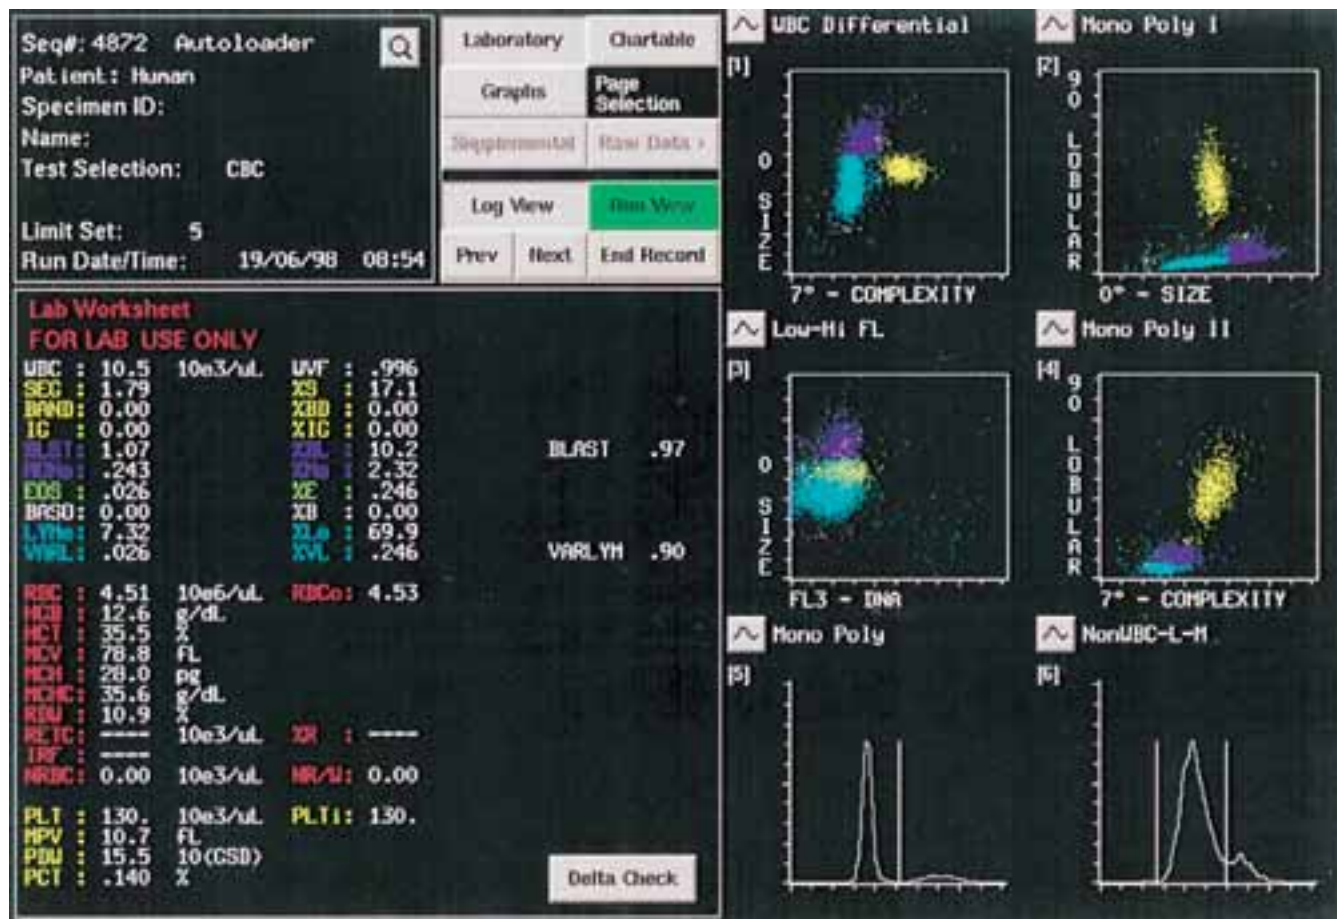 Seq#: 4872 Autoloader
Patient: Human
Specimen ID:
Name:
Test Selection: CBC
Limit Set: 5
Run Date/Time: 19/06/98 08:54
Laboratory Chartable
Graphs Page Selection
Supplemental Raw Data >
Log View Run View
Prev Next End Record
Lab Worksheet
FOR LAB USE ONLY
WBC : 10.5 10e3/uL WVF : .996
SEG : 1.79 %S : 17.1
BAND: 0.00 %BD : 0.00
IG : 0.00 %IG : 0.00
BLST: 1.07 %BL : 10.2 BLAST .97
MONe: .243 %Me : 2.32
EOS : .026 %E : .246
BASO: 0.00 %B : 0.00
LYMe: 7.32 %Le : 69.9
VARL: .026 %VL : .246 VARLYM .90
RBC : 4.51 10e6/uL RBCo: 4.53
HGB : 12.6 g/dL
HCT : 35.5 %
MCV : 78.8 fL
MCH : 28.0 pg
MCHC: 35.6 g/dL
RDW : 10.9 %
RETC: ---- 10e3/uL %R : ----
IRF : ----
NRBC: 0.00 10e3/uL NR/W: 0.00
PLT : 130. 10e3/uL PLTi: 130.
MPV : 10.7 fL
PDW : 15.5 10(GSD)
PCT : .140 %
Delta Check
WBC Differential
[1]
0 SIZE
7° - COMPLEXITY
Mono Poly I
[2]
90 LOBULAR
0° - SIZE
Low-Hi FL
[3]
0 SIZE
FL3 - DNA
Mono Poly II
[4]
90 LOBULAR
7° - COMPLEXITY
Mono Poly
[5]
NonWBC-L-M
[6]